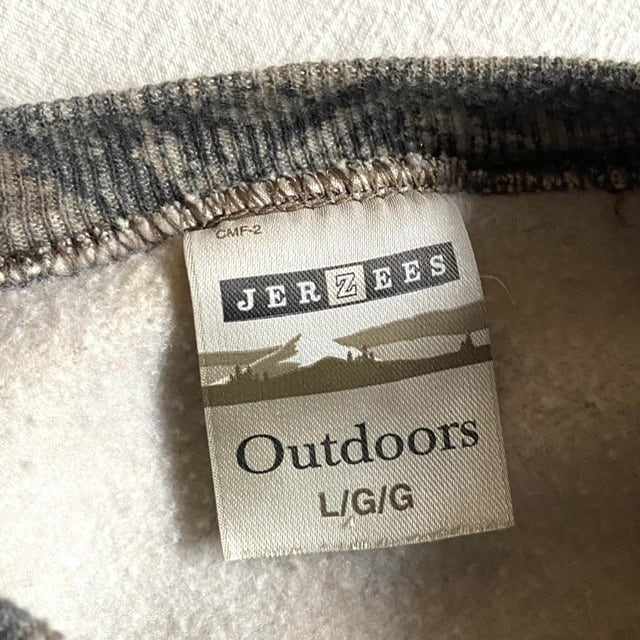 CMF-2
JERZEES
Outdoors
L/G/G